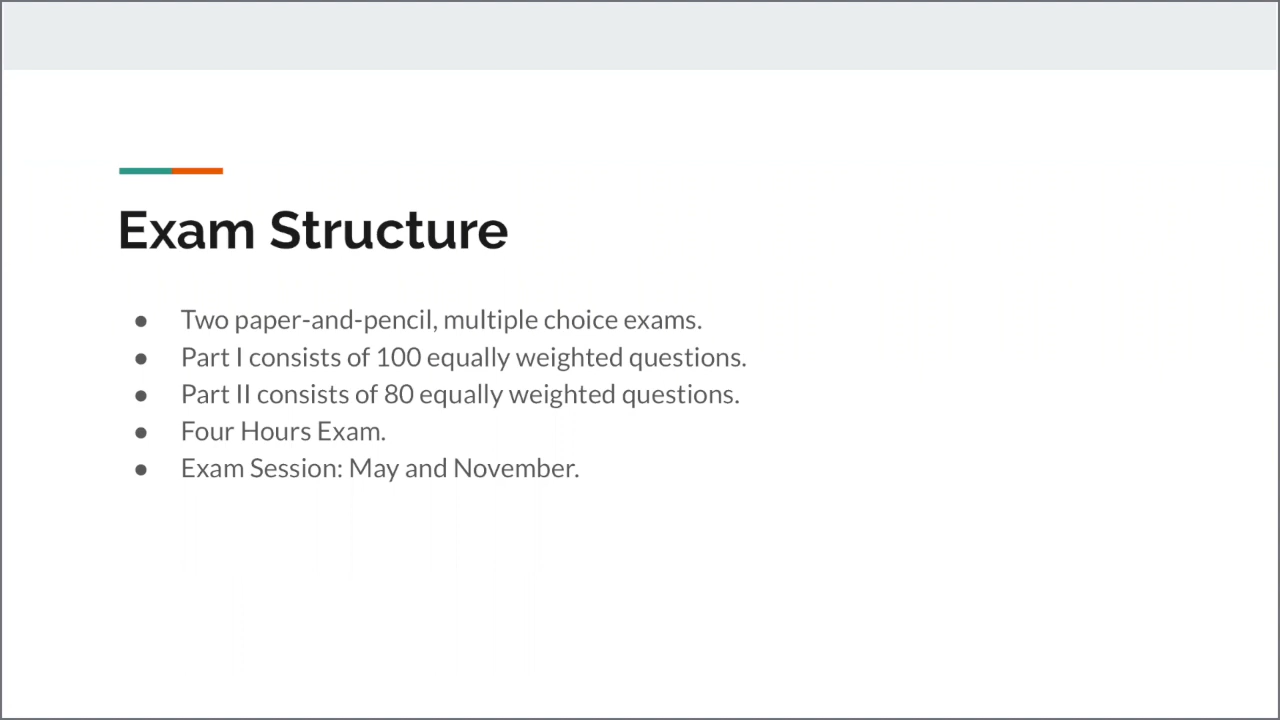 Exam Structure
● Two paper-and-pencil, multiple choice exams.
● Part I consists of 100 equally weighted questions.
● Part II consists of 80 equally weighted questions.
● Four Hours Exam.
● Exam Session: May and November.